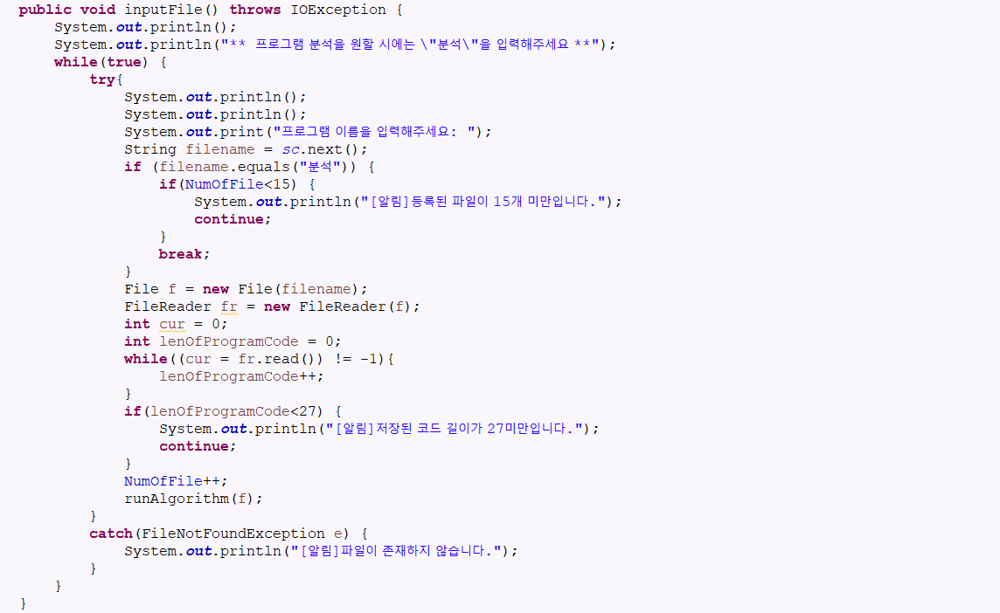 public void inputFile() throws IOException {
System.out.println();
System.out.println("** 프로그램 분석을 원할 시에는 \"분석\"을 입력해주세요 **");
while(true) {
try{
System.out.println();
System.out.println();
System.out.print("프로그램 이름을 입력해주세요: ");
String filename = sc.next();
if (filename.equals("분석")) {
if(NumOfFile<15) {
System.out.println("[알림]등록된 파일이 15개 미만입니다.");
continue;
}
break;
}
File f = new File(filename);
FileReader fr = new FileReader(f);
int cur = 0;
int lenOfProgramCode = 0;
while((cur = fr.read()) != -1){
lenOfProgramCode++;
}
if(lenOfProgramCode<27) {
System.out.println("[알림]저장된 코드 길이가 27미만입니다.");
continue;
}
NumOfFile++;
runAlgorithm(f);
}
catch(FileNotFoundException e) {
System.out.println("[알림]파일이 존재하지 않습니다.");
}
}
}